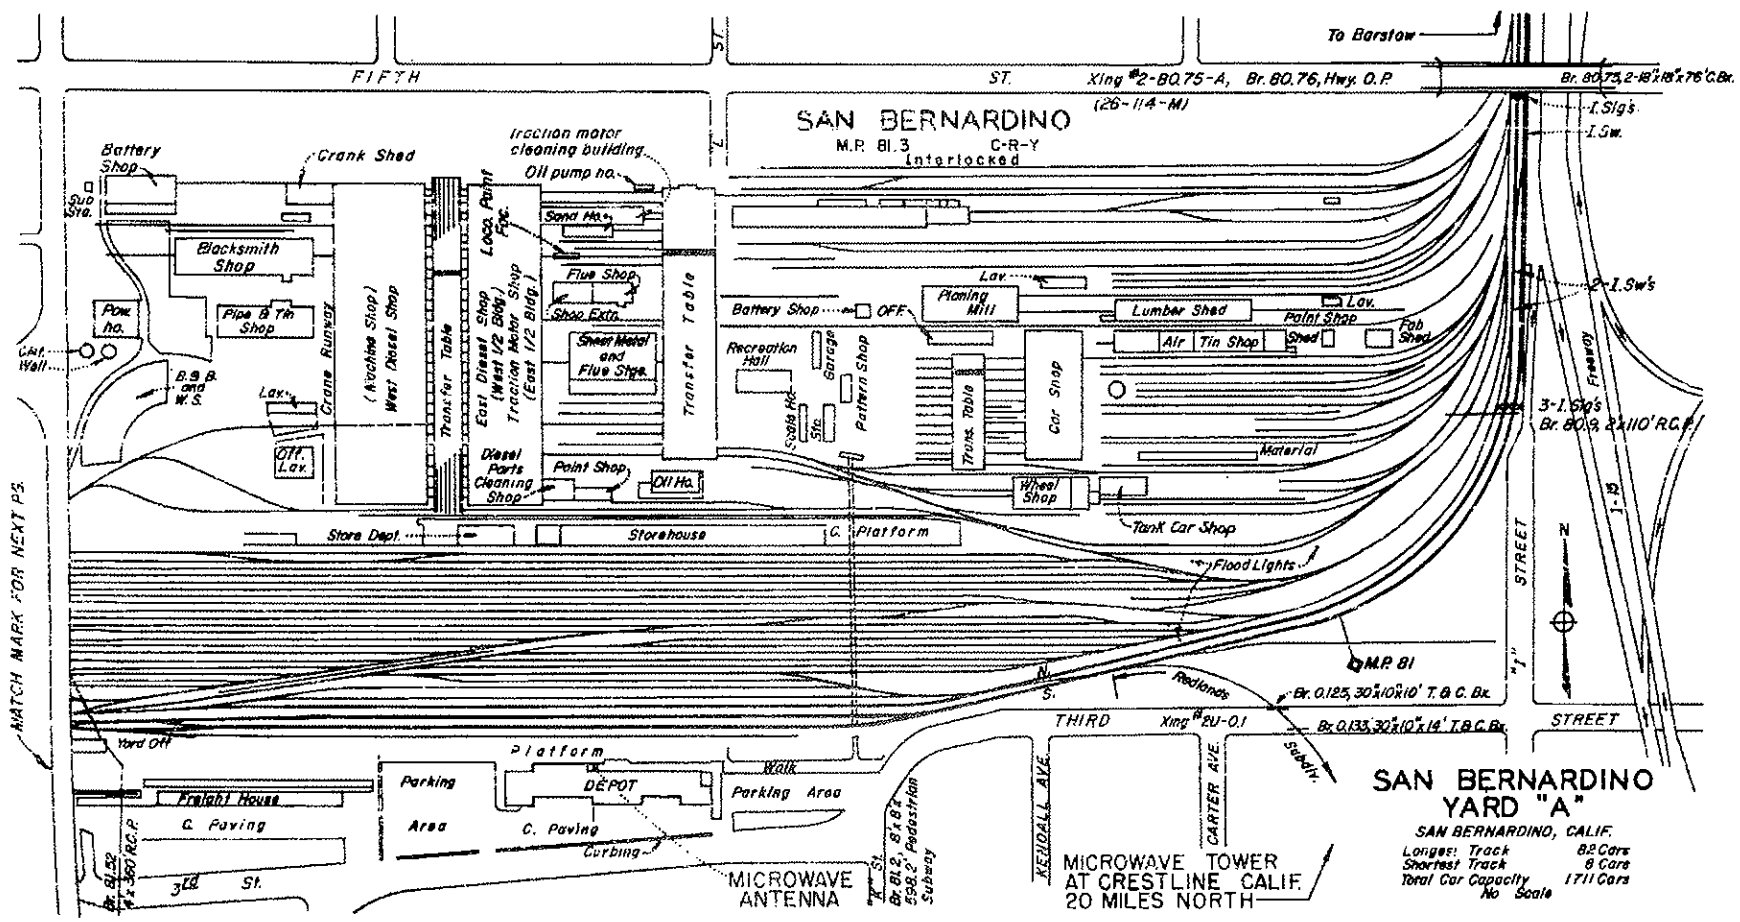 To Barstow
FIFTH
ST.
ST.
Xing #2-80.75-A, Br. 80.76, Hwy. O.P.
(26-114-M)
Br. 80.75, 2-18"x18"x76' C.Bx.
I.Sig's
I.Sw.
SAN BERNARDINO
M.P. 81.3 C-R-Y
Interlocked
Battery
Shop
Crank Shed
Traction motor
cleaning building
Oil pump ho.
"L"
Sub
Sta.
Sand Ho.
Loco. Paint
Fac.
Blacksmith
Shop
Flue Shop
Shop Extn.
Pow.
ho.
Pipe & Tin
Shop
Crane Runway
(Machine Shop)
West Diesel Shop
Transfer Table
East Diesel Shop
(West 1/2 Bldg.)
Traction Motor Shop
(East 1/2 Bldg.)
Sheet Metal
and
Flue Stge.
Transfer Table
Well
B. & B.
and
W. S.
Lav.
Off.
Lav.
Battery Shop
OFF.
Recreation
Hall
Garage
Pattern Shop
Scale Ho.
Sto.
Lav.
Planing
Mill
Trans. Table
Car Shop
Lumber Shed
Lav.
Paint Shop
Shed
Air
Tin Shop
Fab
Shed
2-I.Sw's
Freeway
3-I.Sig's
Br. 80.9, 2'x110' R.C.P.
Material
Diesel
Parts
Cleaning
Shop
Paint Shop
Oil Ho.
Wheel
Shop
Tank Car Shop
I-15
Store Dept.
Storehouse
C. Platform
Flood Lights
"I"
STREET
N
MATCH MARK FOR NEXT PG.
N.
S.
M.P. 81
Redlands
Subdiv.
Br. 0.125, 30"x10"x10' T. & C. Bx.
THIRD
Xing #2U-0.1
Br. 0.133, 30"x10"x14' T. & C. Bx.
STREET
Yard Off
Platform
DEPOT
Walk
Parking
Area
Parking Area
Freight House
C. Paving
C. Paving
Curbing
Br. 81.52
4'x360' R.C.P.
3rd St.
MICROWAVE
ANTENNA
"K" St.
Br. 81.2, 8'x8'x
598.2' Pedestrian
Subway
KENDALL AVE.
CARTER AVE.
MICROWAVE TOWER
AT CRESTLINE CALIF.
20 MILES NORTH
SAN BERNARDINO
YARD "A"
SAN BERNARDINO, CALIF.
Longest Track 82 Cars
Shortest Track 6 Cars
Total Car Capacity 1711 Cars
No Scale